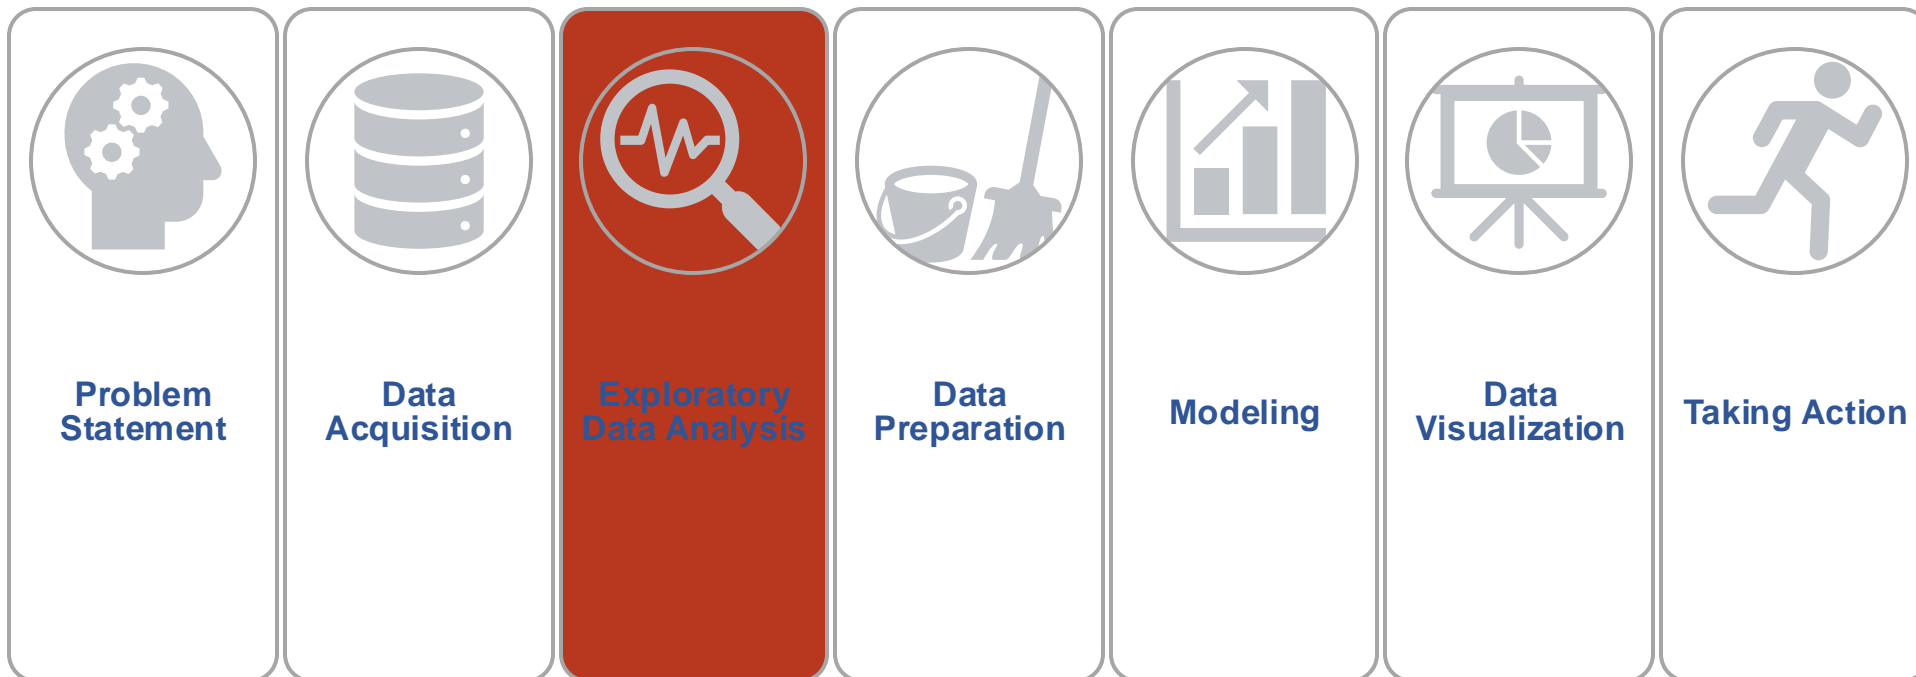 Problem
Statement
Data
Acquisition
Exploratory
Data Analysis
Data
Preparation
Modeling
Data
Visualization
Taking Action